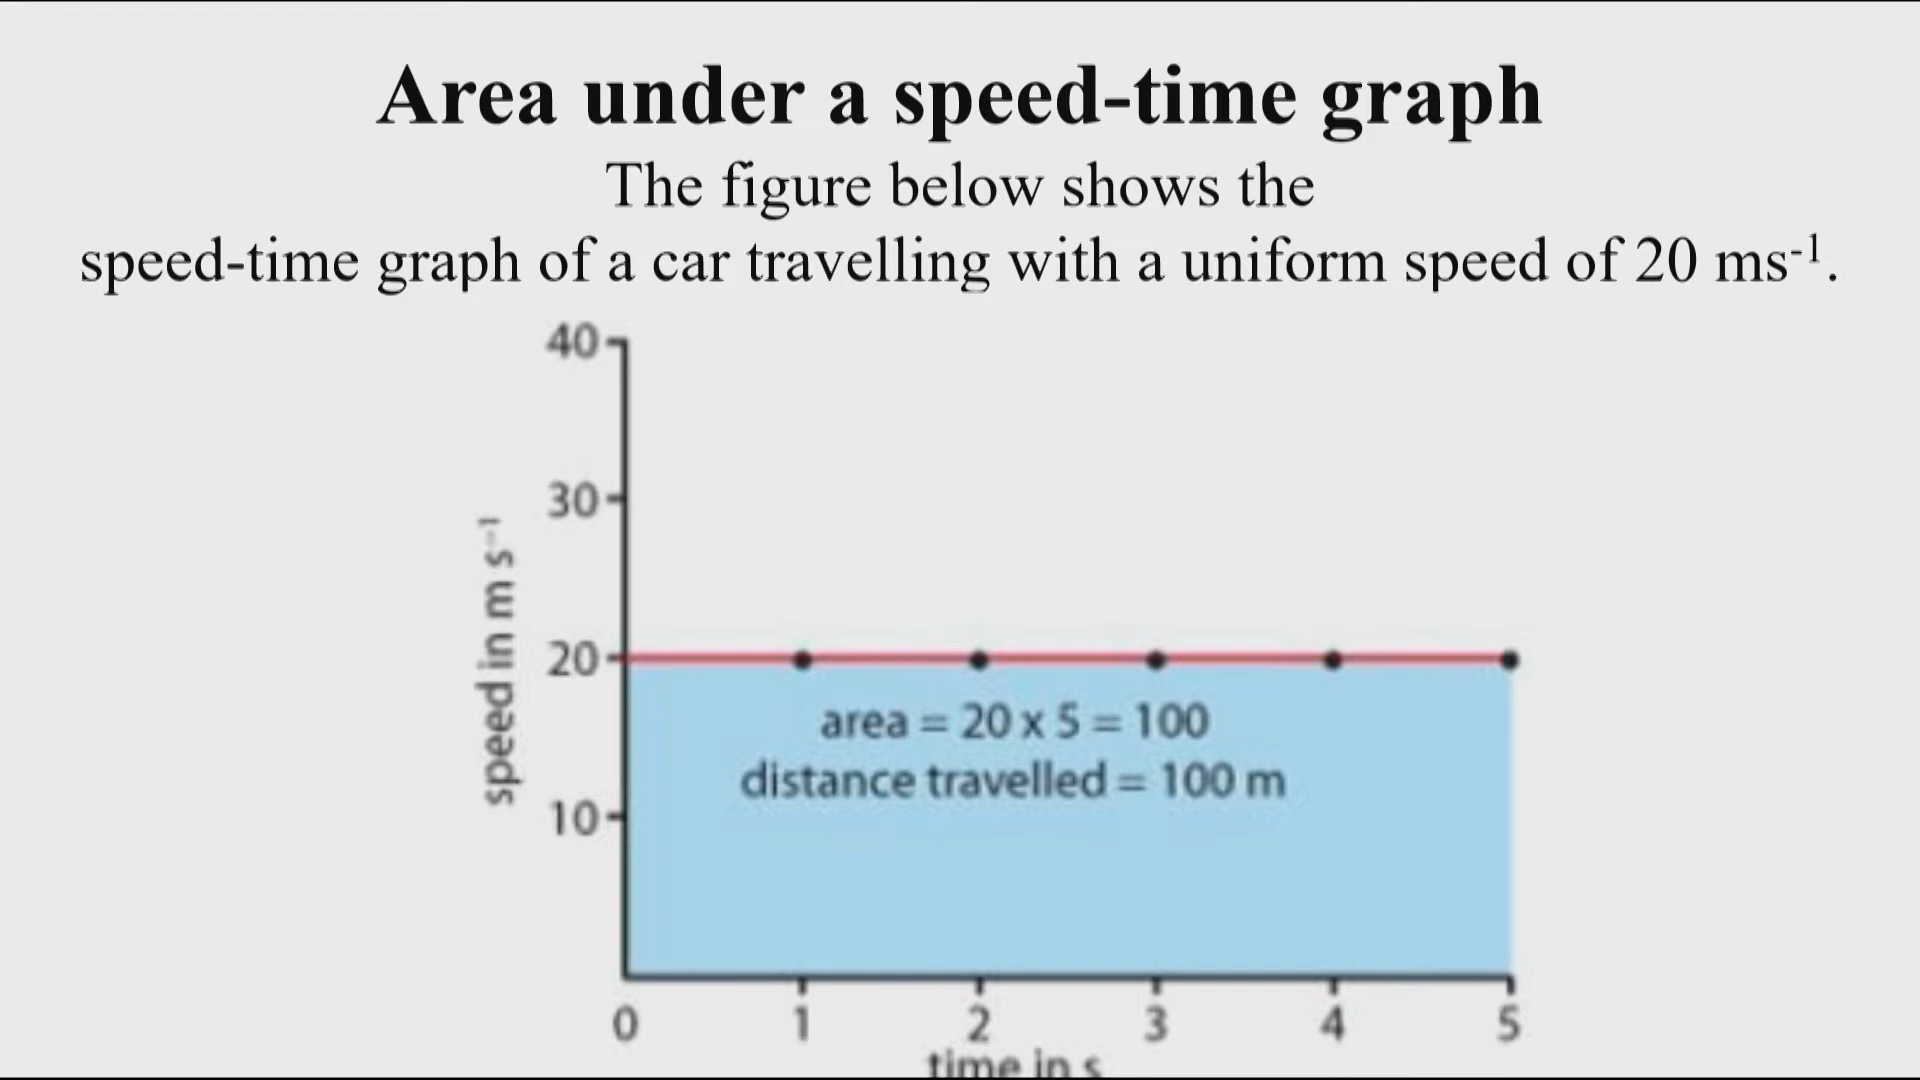 Area under a speed-time graph
The figure below shows the
speed-time graph of a car travelling with a uniform speed of 20 ms⁻¹.
40
30
speed in m s⁻¹
20
area = 20 x 5 = 100
distance travelled = 100 m
10
0 1 2 3 4 5
time in s